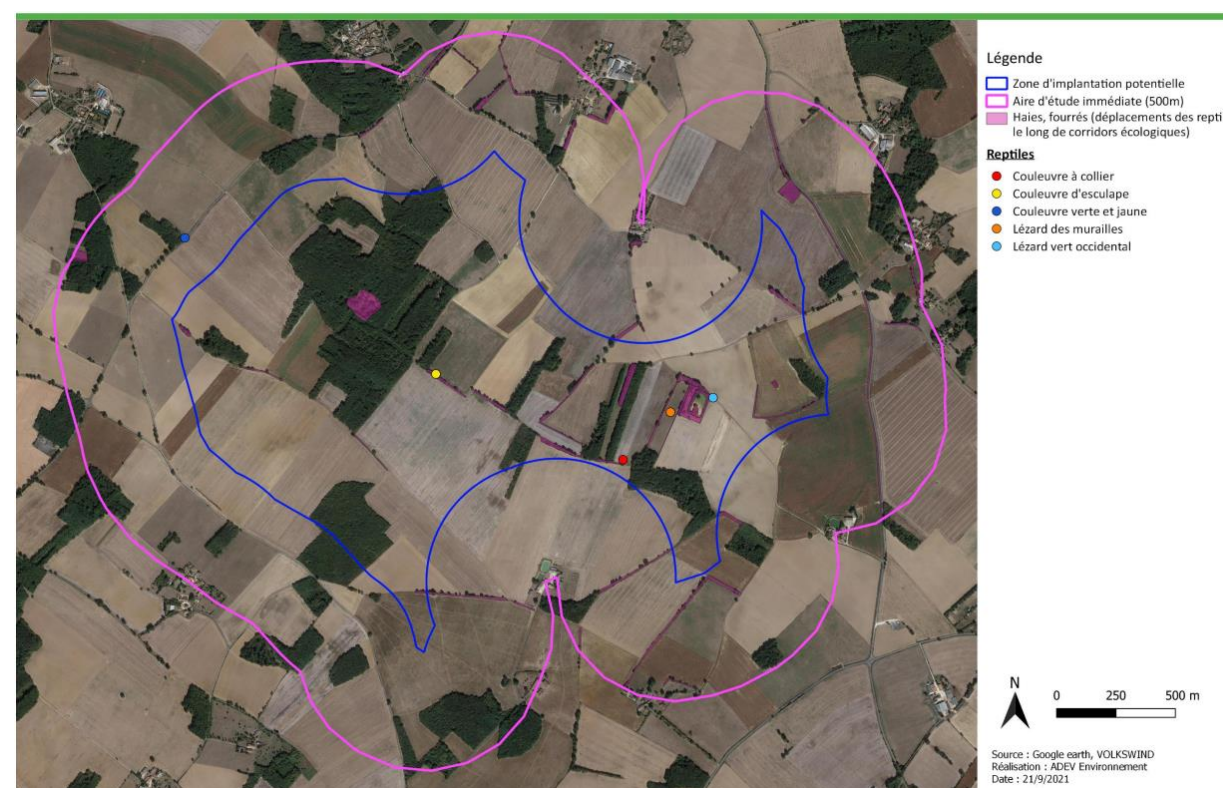 Légende
Zone d'implantation potentielle
Aire d'étude immédiate (500m)
Haies, fourrés (déplacements des repti
le long de corridors écologiques)
Reptiles
Couleuvre à collier
Couleuvre d'esculape
Couleuvre verte et jaune
Lézard des murailles
Lézard vert occidental
N
0 250 500 m
Source : Google earth, VOLKSWIND
Réalisation : ADEV Environnement
Date : 21/9/2021